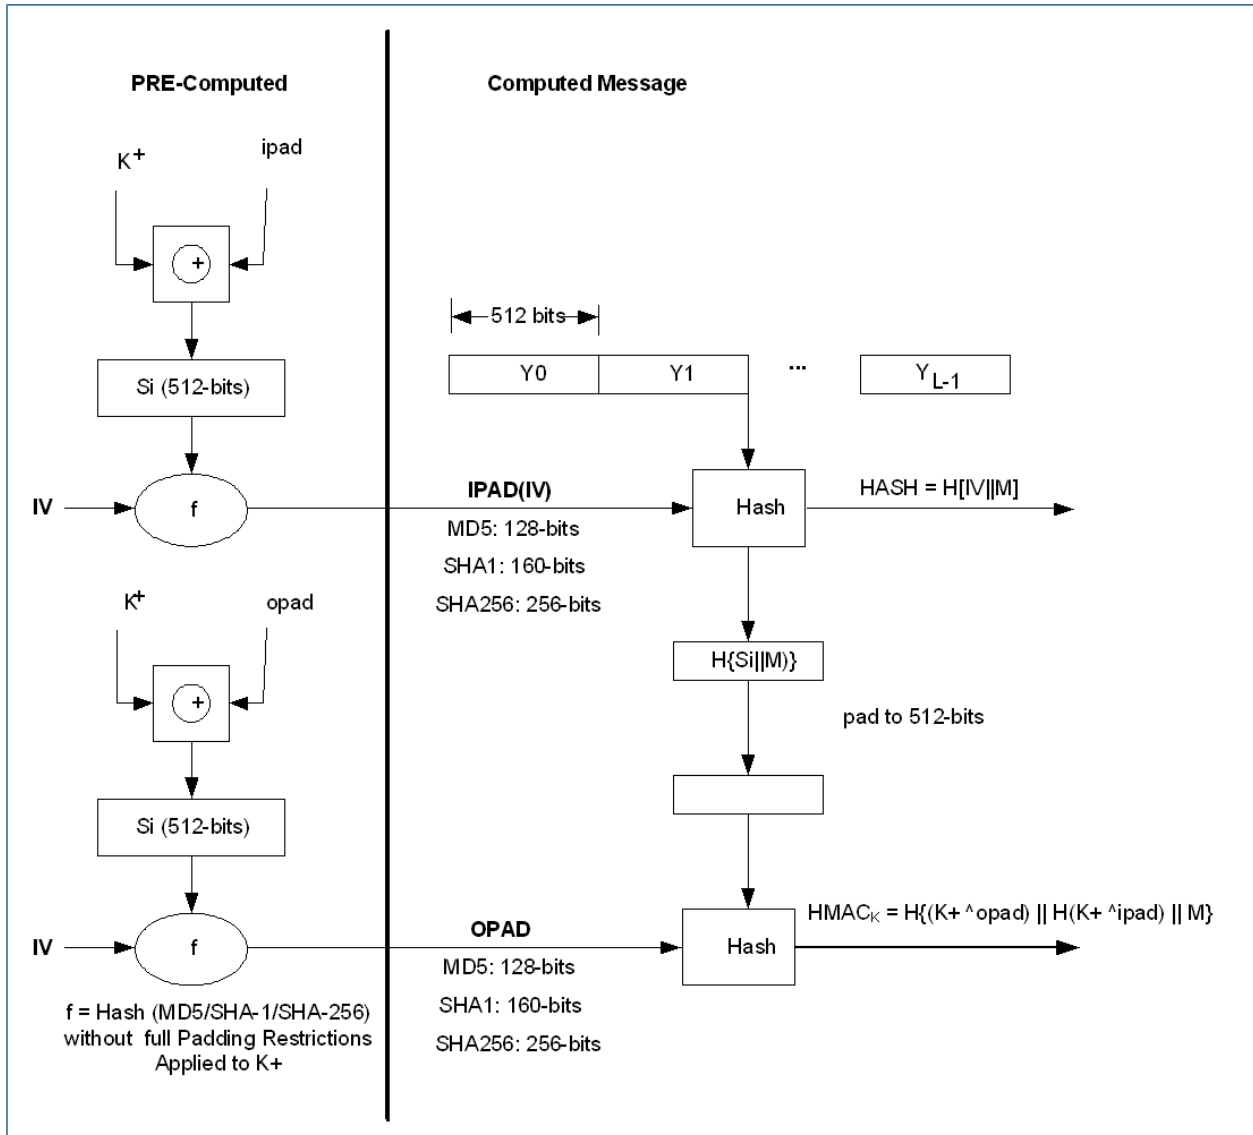 PRE-Computed
Computed Message
K+
ipad
+
512 bits
Si (512-bits)
Y0
Y1
...
YL-1
IV
f
IPAD(IV)
MD5: 128-bits
SHA1: 160-bits
SHA256: 256-bits
Hash
HASH = H[IV||M]
K+
opad
+
H{Si||M)}
pad to 512-bits
Si (512-bits)
IV
f
OPAD
MD5: 128-bits
SHA1: 160-bits
SHA256: 256-bits
Hash
HMACK = H{(K+ ^opad) || H(K+ ^ipad) || M}
f = Hash (MD5/SHA-1/SHA-256)
without full Padding Restrictions
Applied to K+